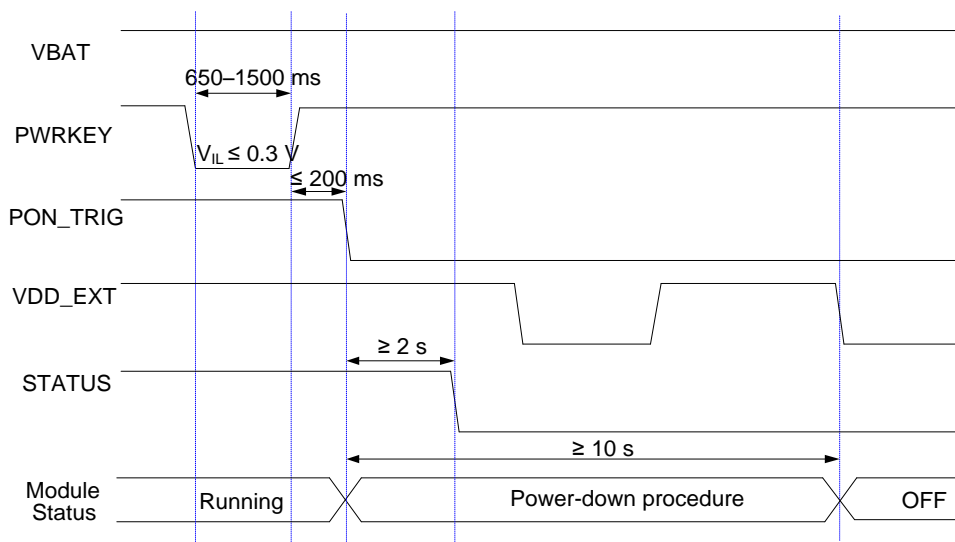 VBAT
650–1500 ms
PWRKEY
VIL ≤ 0.3 V
≤ 200 ms
PON_TRIG
VDD_EXT
≥ 2 s
STATUS
≥ 10 s
Module
Status
Running
Power-down procedure
OFF